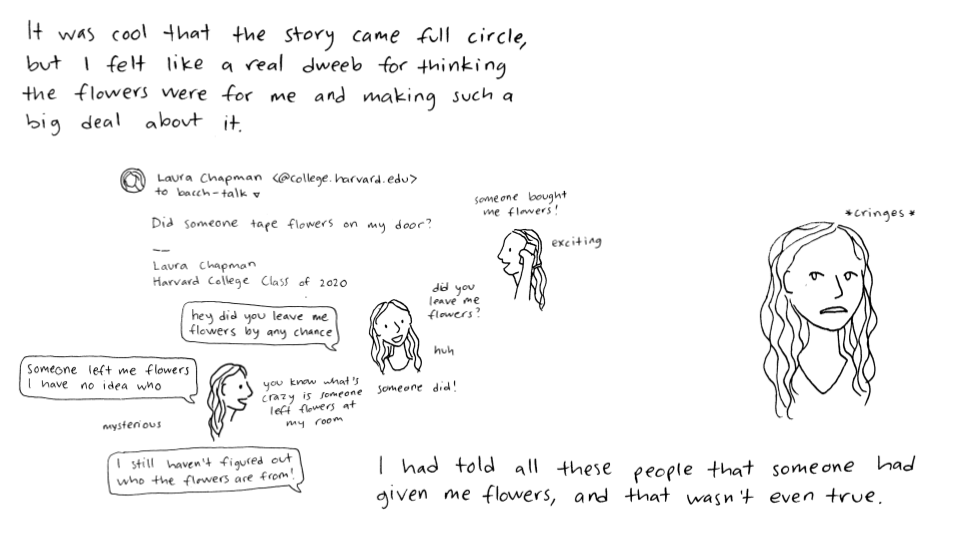 It was cool that the story came full circle,
but I felt like a real dweeb for thinking
the flowers were for me and making such a
big deal about it.
Laura Chapman <@college.harvard.edu>
to bacch-talk ▾
Did someone tape flowers on my door?
—
Laura Chapman
Harvard College Class of 2020
someone bought
me flowers!
exciting
*cringes*
did you
leave me
flowers?
huh
someone did!
hey did you leave me
flowers by any chance
Someone left me flowers
I have no idea who
you know what's
crazy is someone
left flowers at
my room
mysterious
I still haven't figured out
who the flowers are from!
I had told all these people that someone had
given me flowers, and that wasn't even true.